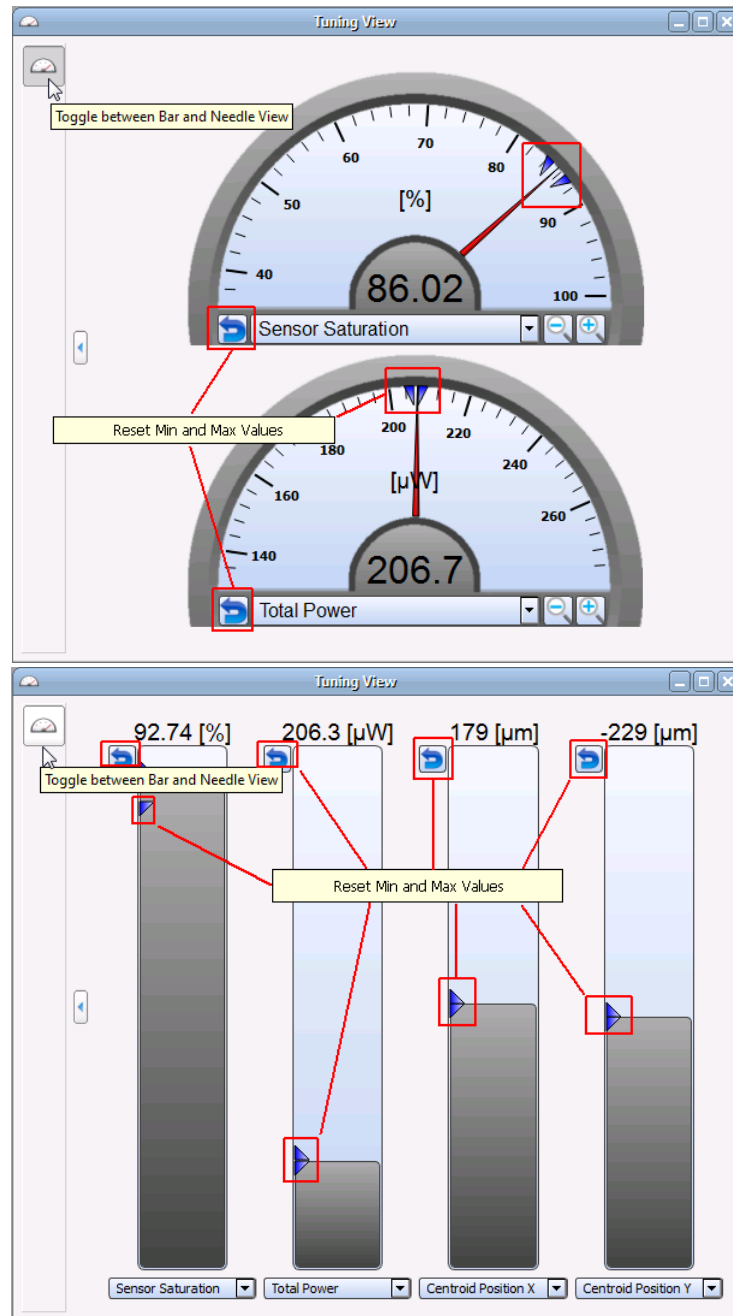 Tuning View
Toggle between Bar and Needle View
40
50
60
70
80
90
100
[%]
86.02
Sensor Saturation
Reset Min and Max Values
140
160
180
200
220
240
260
[µW]
206.7
Total Power
Tuning View
92.74 [%]
206.3 [µW]
179 [µm]
-229 [µm]
Toggle between Bar and Needle View
Reset Min and Max Values
Sensor Saturation
Total Power
Centroid Position X
Centroid Position Y